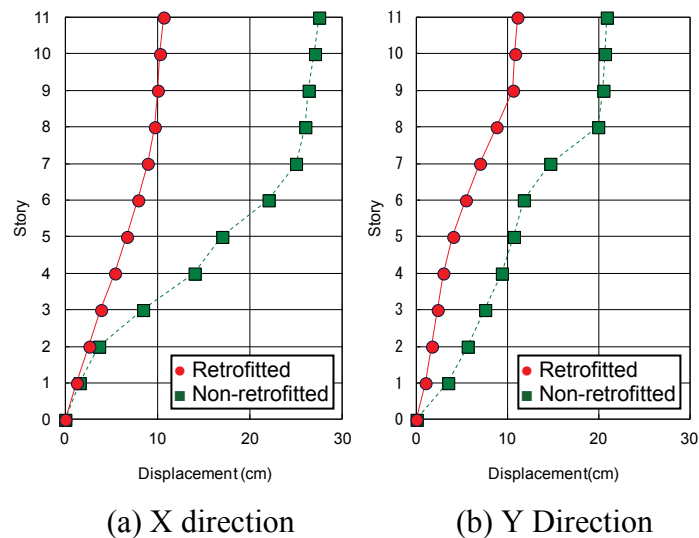 11
10
9
8
7
6
5
4
3
2
1
0
Story
Retrofitted
Non-retrofitted
0 10 20 30
Displacement (cm)
(a) X direction
11
10
9
8
7
6
5
4
3
2
1
0
Story
Retrofitted
Non-retrofitted
0 10 20 30
Displacement(cm)
(b) Y Direction